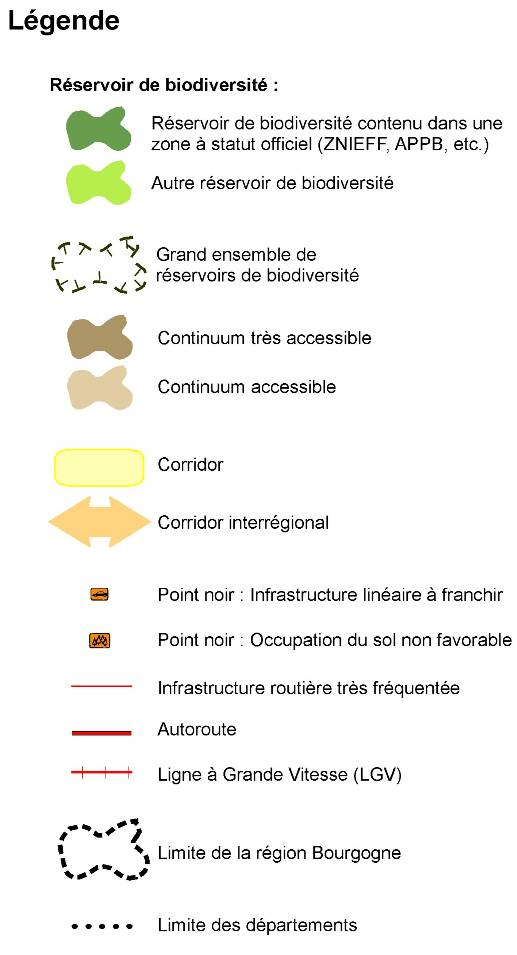 Légende
Réservoir de biodiversité :
Réservoir de biodiversité contenu dans une
zone à statut officiel (ZNIEFF, APPB, etc.)
Autre réservoir de biodiversité
Grand ensemble de
réservoirs de biodiversité
Continuum très accessible
Continuum accessible
Corridor
Corridor interrégional
Point noir : Infrastructure linéaire à franchir
Point noir : Occupation du sol non favorable
Infrastructure routière très fréquentée
Autoroute
Ligne à Grande Vitesse (LGV)
Limite de la région Bourgogne
Limite des départements